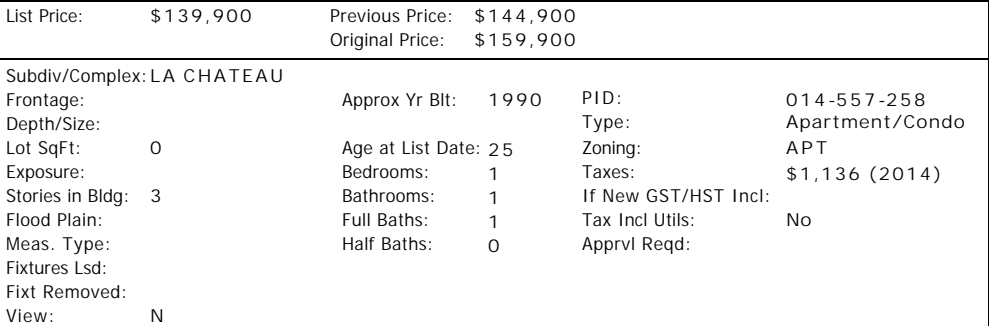 List Price: $139,900 Previous Price: $144,900
Original Price: $159,900
Subdiv/Complex: LA CHATEAU
Frontage: Approx Yr Blt: 1990 PID: 014-557-258
Depth/Size: Type: Apartment/Condo
Lot SqFt: 0 Age at List Date: 25 Zoning: APT
Exposure: Bedrooms: 1 Taxes: $1,136 (2014)
Stories in Bldg: 3 Bathrooms: 1 If New GST/HST Incl:
Flood Plain: Full Baths: 1 Tax Incl Utils: No
Meas. Type: Half Baths: 0 Apprvl Reqd:
Fixtures Lsd:
Fixt Removed:
View: N